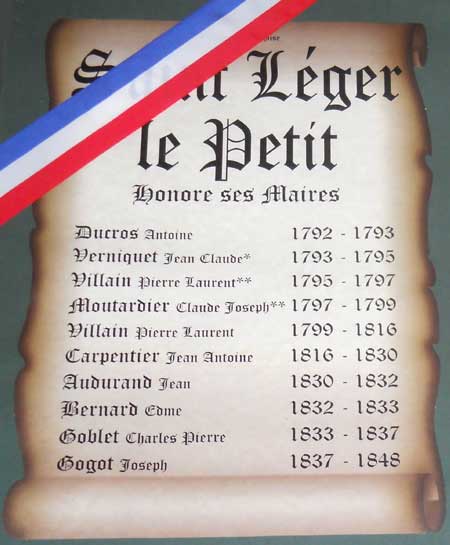 Saint Léger
le Petit
Honore ses Maires
Ducros Antoine 1792 - 1793
Verniquet Jean Claude* 1793 - 1795
Villain Pierre Laurent** 1795 - 1797
Moutardier Claude Joseph** 1797 - 1799
Villain Pierre Laurent 1799 - 1816
Carpentier Jean Antoine 1816 - 1830
Audurand Jean 1830 - 1832
Bernard Edme 1832 - 1833
Goblet Charles Pierre 1833 - 1837
Gogot Joseph 1837 - 1848